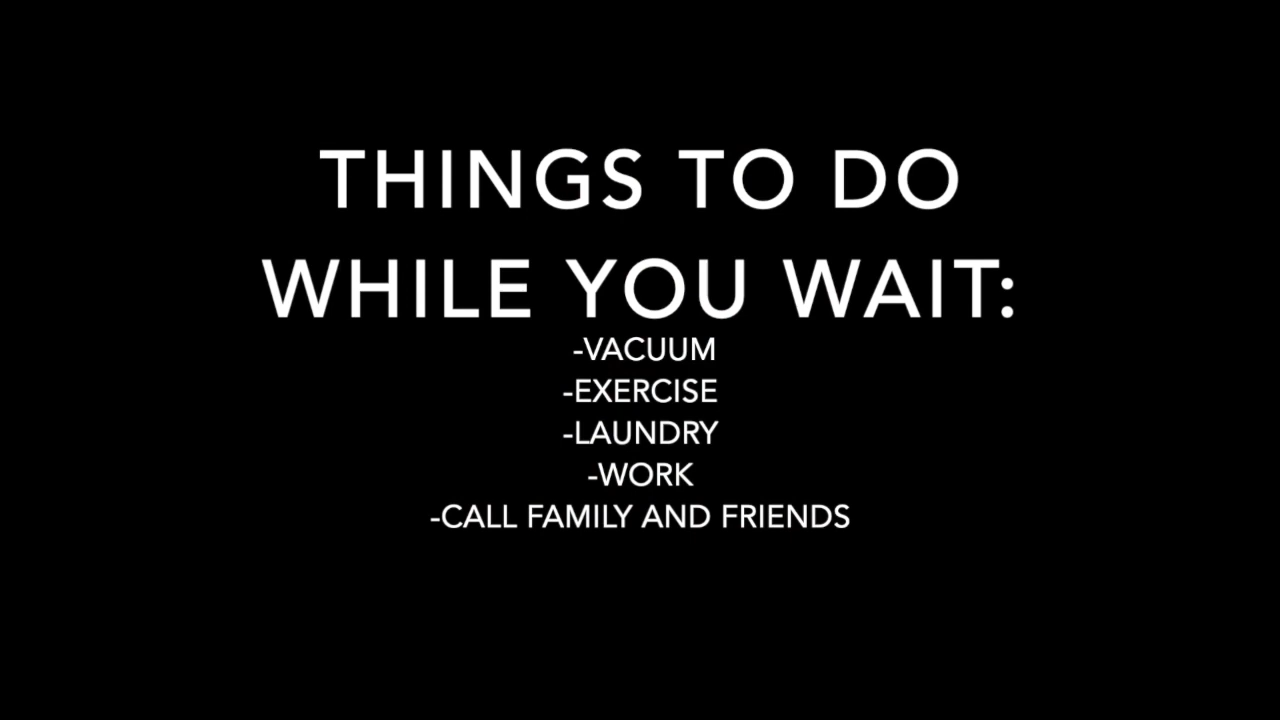 THINGS TO DO
WHILE YOU WAIT:
-VACUUM
-EXERCISE
-LAUNDRY
-WORK
-CALL FAMILY AND FRIENDS